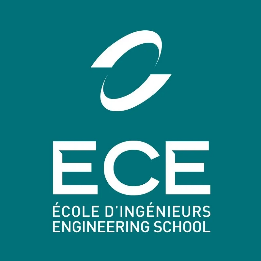 ECE
ÉCOLE D'INGÉNIEURS
ENGINEERING SCHOOL